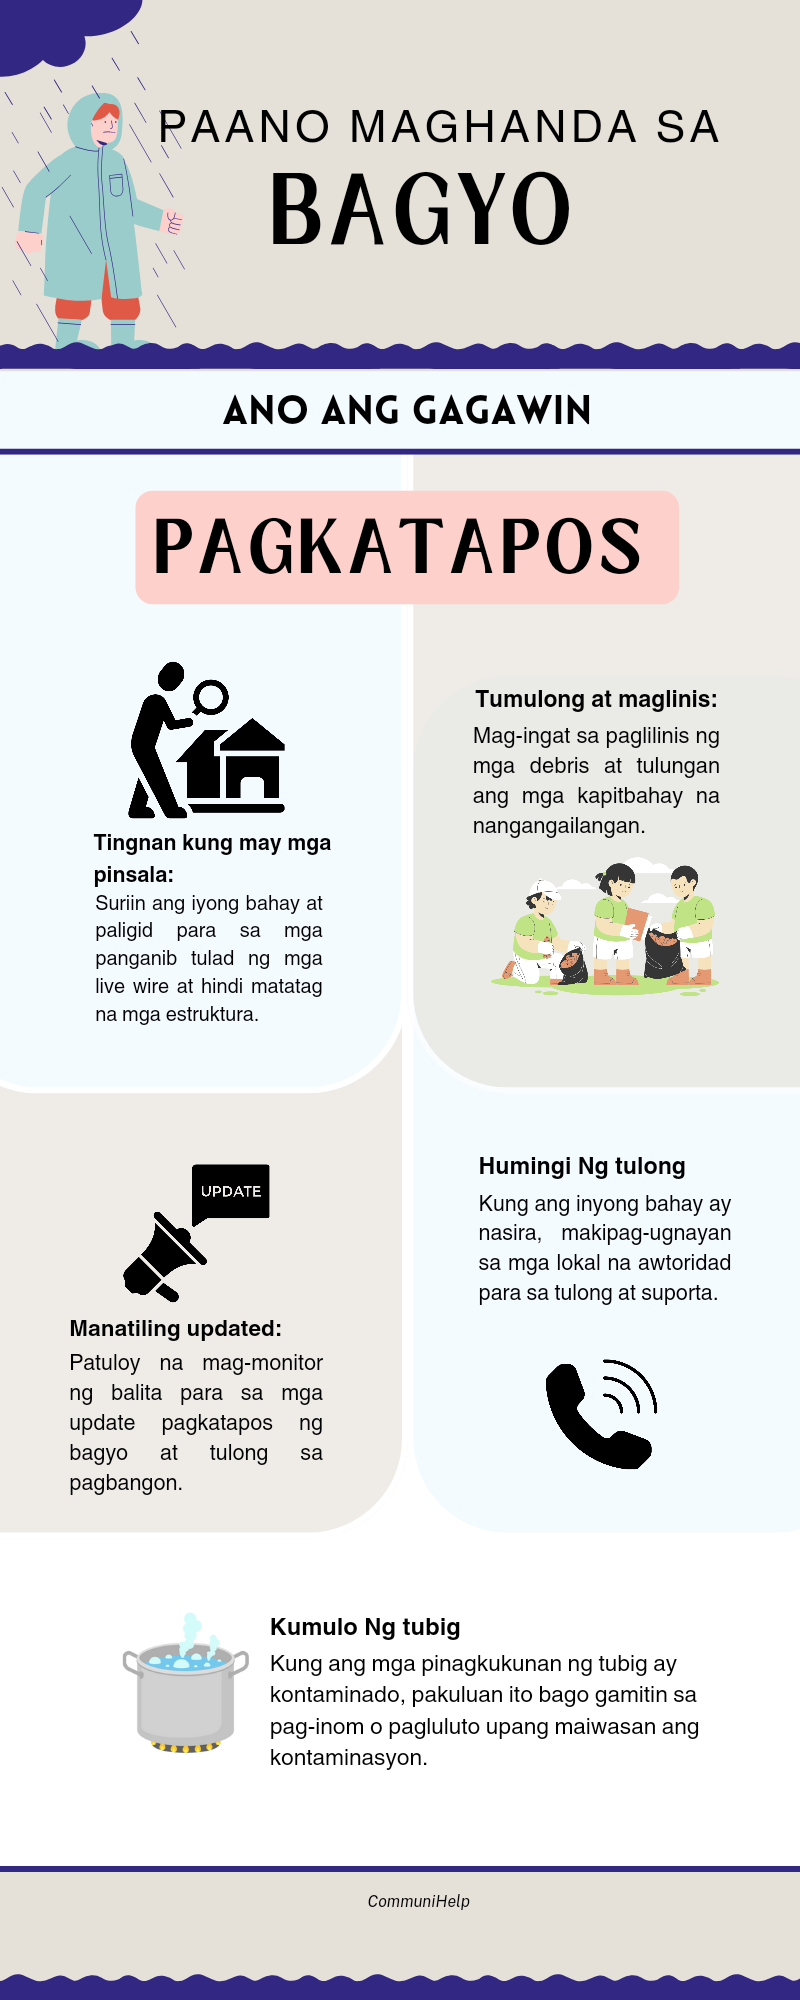 PAANO MAGHANDA SA
BAGYO
ANO ANG GAGAWIN
PAGKATAPOS
Tingnan kung may mga
pinsala:
Suriin ang iyong bahay at
paligid para sa mga
panganib tulad ng mga
live wire at hindi matatag
na mga estruktura.
Tumulong at maglinis:
Mag-ingat sa paglilinis ng
mga debris at tulungan
ang mga kapitbahay na
nangangailangan.
UPDATE
Manatiling updated:
Patuloy na mag-monitor
ng balita para sa mga
update pagkatapos ng
bagyo at tulong sa
pagbangon.
Humingi Ng tulong
Kung ang inyong bahay ay
nasira, makipag-ugnayan
sa mga lokal na awtoridad
para sa tulong at suporta.
Kumulo Ng tubig
Kung ang mga pinagkukunan ng tubig ay
kontaminado, pakuluan ito bago gamitin sa
pag-inom o pagluluto upang maiwasan ang
kontaminasyon.
CommuniHelp